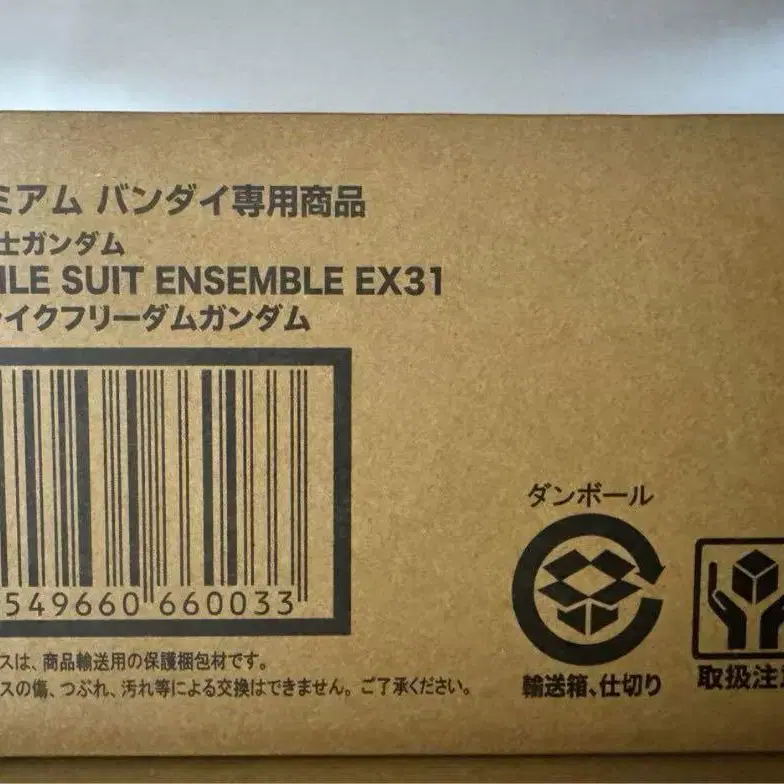 ミアム バンダイ専用商品
士ガンダム
ILE SUIT ENSEMBLE EX31
イクフリーダムガンダム
549660 660033
スは、商品輸送用の保護梱包材です。
スの傷、つぶれ、汚れ等による交換はできません。ご了承ください。
ダンボール
輸送箱、仕切り
取扱注